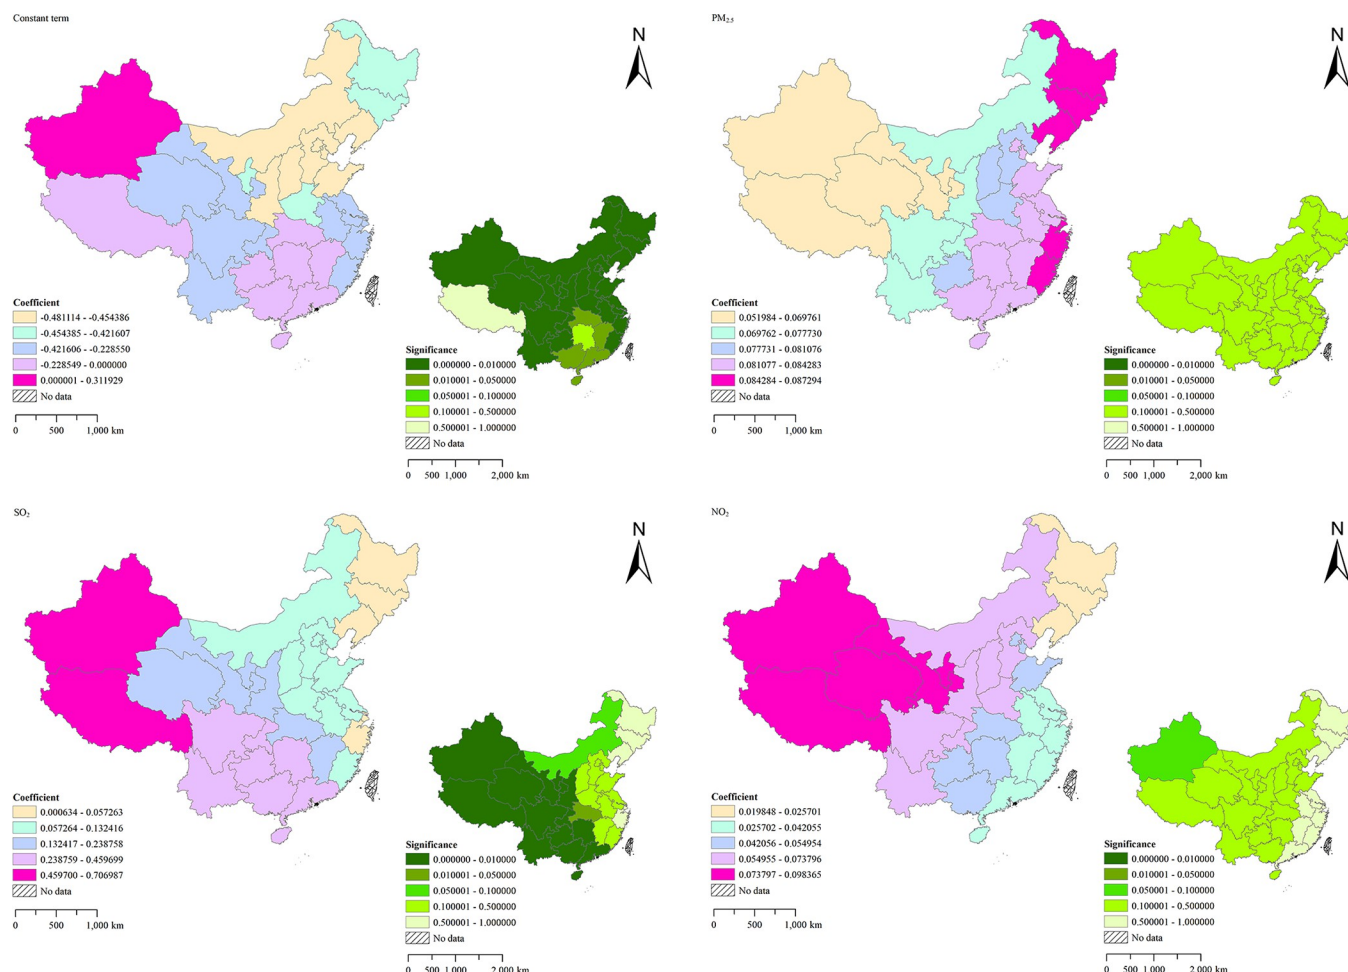 Constant term
N
Coefficient
-0.481114 - -0.454386
-0.454385 - -0.421607
-0.421606 - -0.228550
-0.228549 - 0.000000
0.000001 - 0.311929
No data
0 500 1,000 km
Significance
0.000000 - 0.010000
0.010001 - 0.050000
0.050001 - 0.100000
0.100001 - 0.500000
0.500001 - 1.000000
No data
0 500 1,000 2,000 km
PM2.5
N
Coefficient
0.051984 - 0.069761
0.069762 - 0.077730
0.077731 - 0.081076
0.081077 - 0.084283
0.084284 - 0.087294
No data
0 500 1,000 km
Significance
0.000000 - 0.010000
0.010001 - 0.050000
0.050001 - 0.100000
0.100001 - 0.500000
0.500001 - 1.000000
No data
0 500 1,000 2,000 km
SO2
N
Coefficient
0.000634 - 0.057263
0.057264 - 0.132416
0.132417 - 0.238758
0.238759 - 0.459699
0.459700 - 0.706987
No data
0 500 1,000 km
Significance
0.000000 - 0.010000
0.010001 - 0.050000
0.050001 - 0.100000
0.100001 - 0.500000
0.500001 - 1.000000
No data
0 500 1,000 2,000 km
NO2
N
Coefficient
0.019848 - 0.025701
0.025702 - 0.042055
0.042056 - 0.054954
0.054955 - 0.073796
0.073797 - 0.098365
No data
0 500 1,000 km
Significance
0.000000 - 0.010000
0.010001 - 0.050000
0.050001 - 0.100000
0.100001 - 0.500000
0.500001 - 1.000000
No data
0 500 1,000 2,000 km